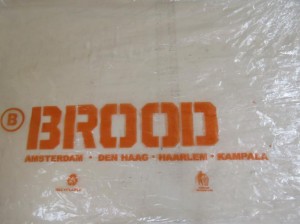 B BROOD
AMSTERDAM · DEN HAAG · HAARLEM · KAMPALA